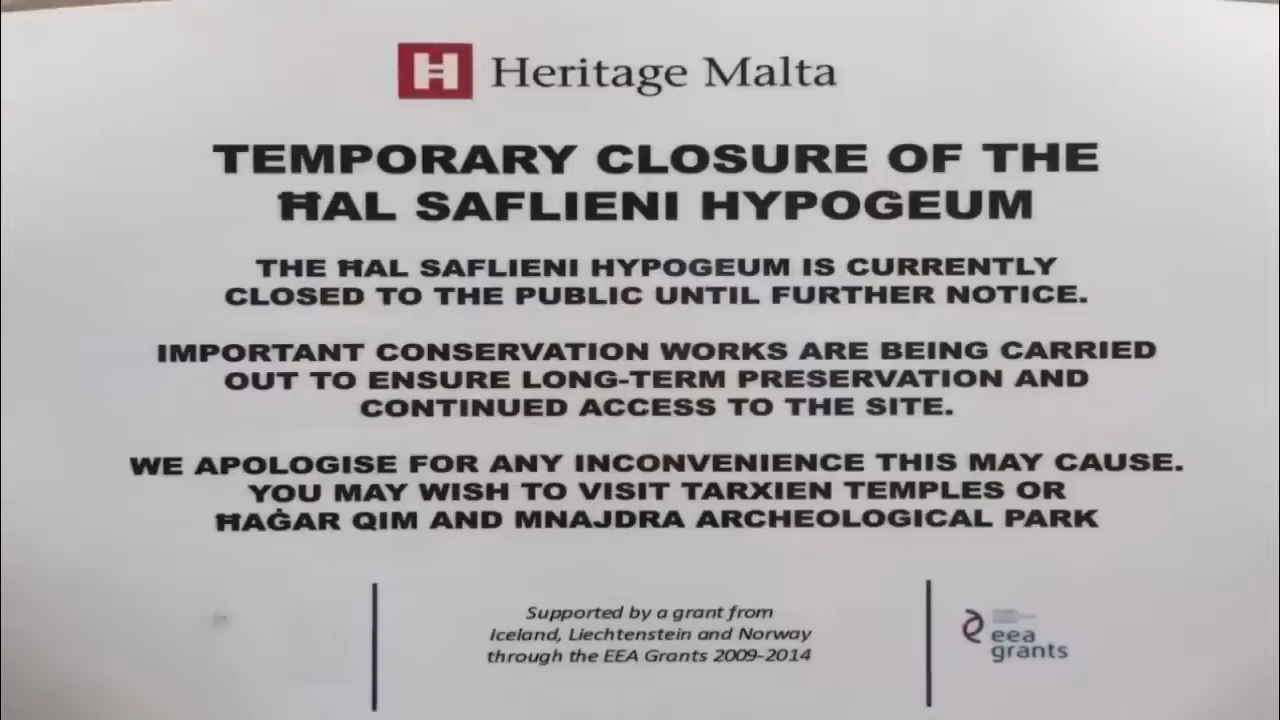 H Heritage Malta
TEMPORARY CLOSURE OF THE
ĦAL SAFLIENI HYPOGEUM
THE ĦAL SAFLIENI HYPOGEUM IS CURRENTLY
CLOSED TO THE PUBLIC UNTIL FURTHER NOTICE.
IMPORTANT CONSERVATION WORKS ARE BEING CARRIED
OUT TO ENSURE LONG-TERM PRESERVATION AND
CONTINUED ACCESS TO THE SITE.
WE APOLOGISE FOR ANY INCONVENIENCE THIS MAY CAUSE.
YOU MAY WISH TO VISIT TARXIEN TEMPLES OR
ĦAĠAR QIM AND MNAJDRA ARCHEOLOGICAL PARK
Supported by a grant from
Iceland, Liechtenstein and Norway
through the EEA Grants 2009-2014
eea
grants